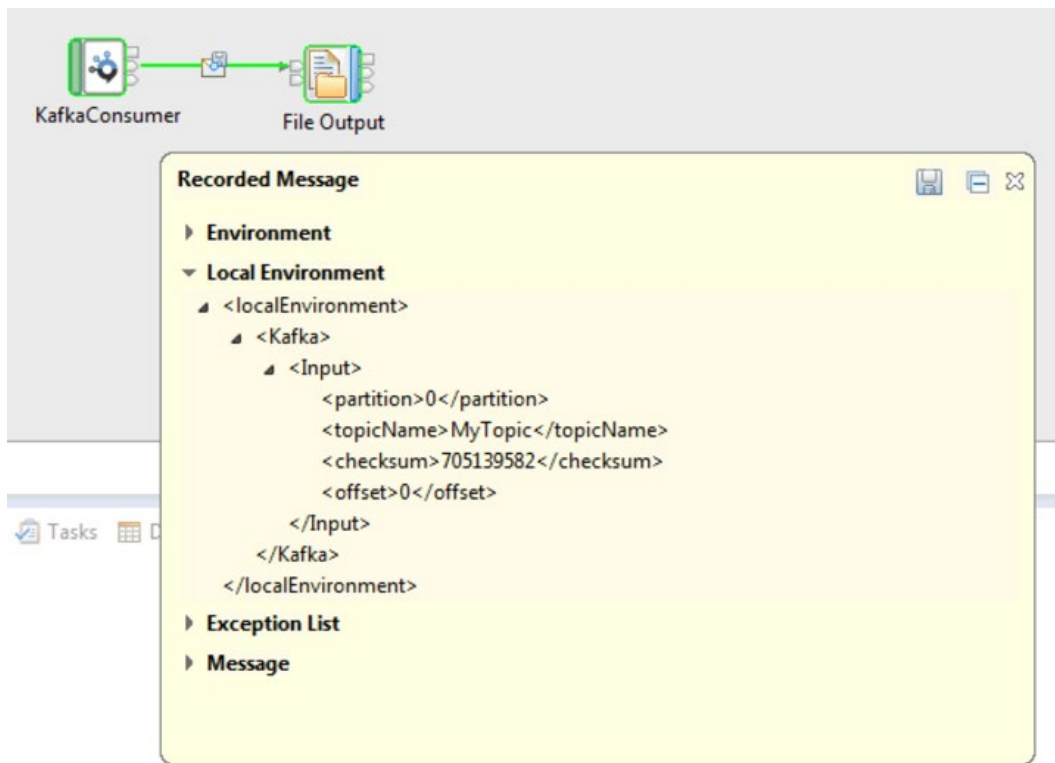 KafkaConsumer
File Output
Recorded Message
Environment
Local Environment
<localEnvironment>
<Kafka>
<Input>
<partition>0</partition>
<topicName>MyTopic</topicName>
<checksum>705139582</checksum>
<offset>0</offset>
</Input>
</Kafka>
</localEnvironment>
Exception List
Message
Tasks D